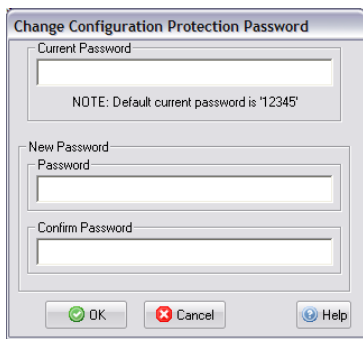 Change Configuration Protection Password
Current Password
NOTE: Default current password is '12345'
New Password
Password
Confirm Password
OK Cancel Help